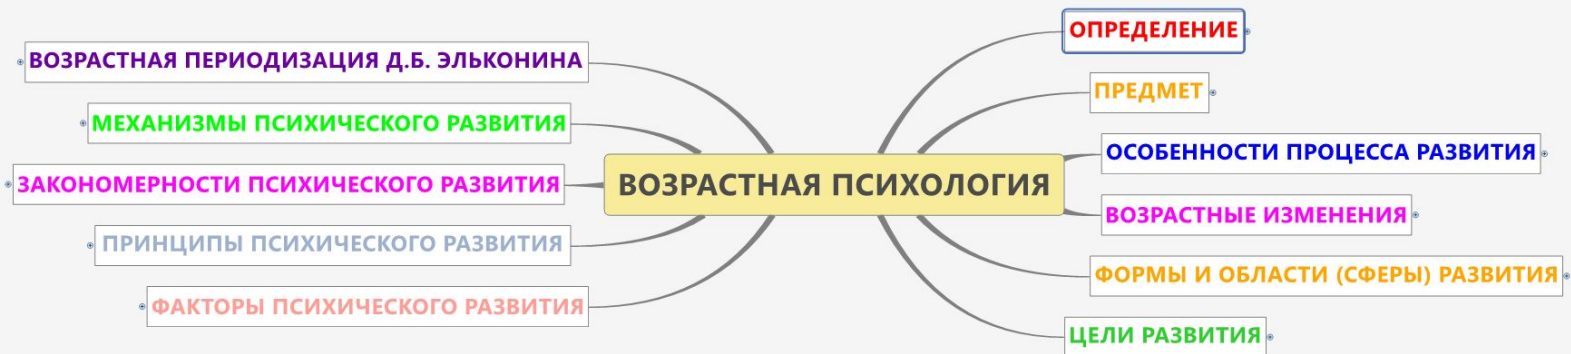 ВОЗРАСТНАЯ ПСИХОЛОГИЯ
ОПРЕДЕЛЕНИЕ
ПРЕДМЕТ
ОСОБЕННОСТИ ПРОЦЕССА РАЗВИТИЯ
ВОЗРАСТНЫЕ ИЗМЕНЕНИЯ
ФОРМЫ И ОБЛАСТИ (СФЕРЫ) РАЗВИТИЯ
ЦЕЛИ РАЗВИТИЯ
ВОЗРАСТНАЯ ПЕРИОДИЗАЦИЯ Д.Б. ЭЛЬКОНИНА
МЕХАНИЗМЫ ПСИХИЧЕСКОГО РАЗВИТИЯ
ЗАКОНОМЕРНОСТИ ПСИХИЧЕСКОГО РАЗВИТИЯ
ПРИНЦИПЫ ПСИХИЧЕСКОГО РАЗВИТИЯ
ФАКТОРЫ ПСИХИЧЕСКОГО РАЗВИТИЯ